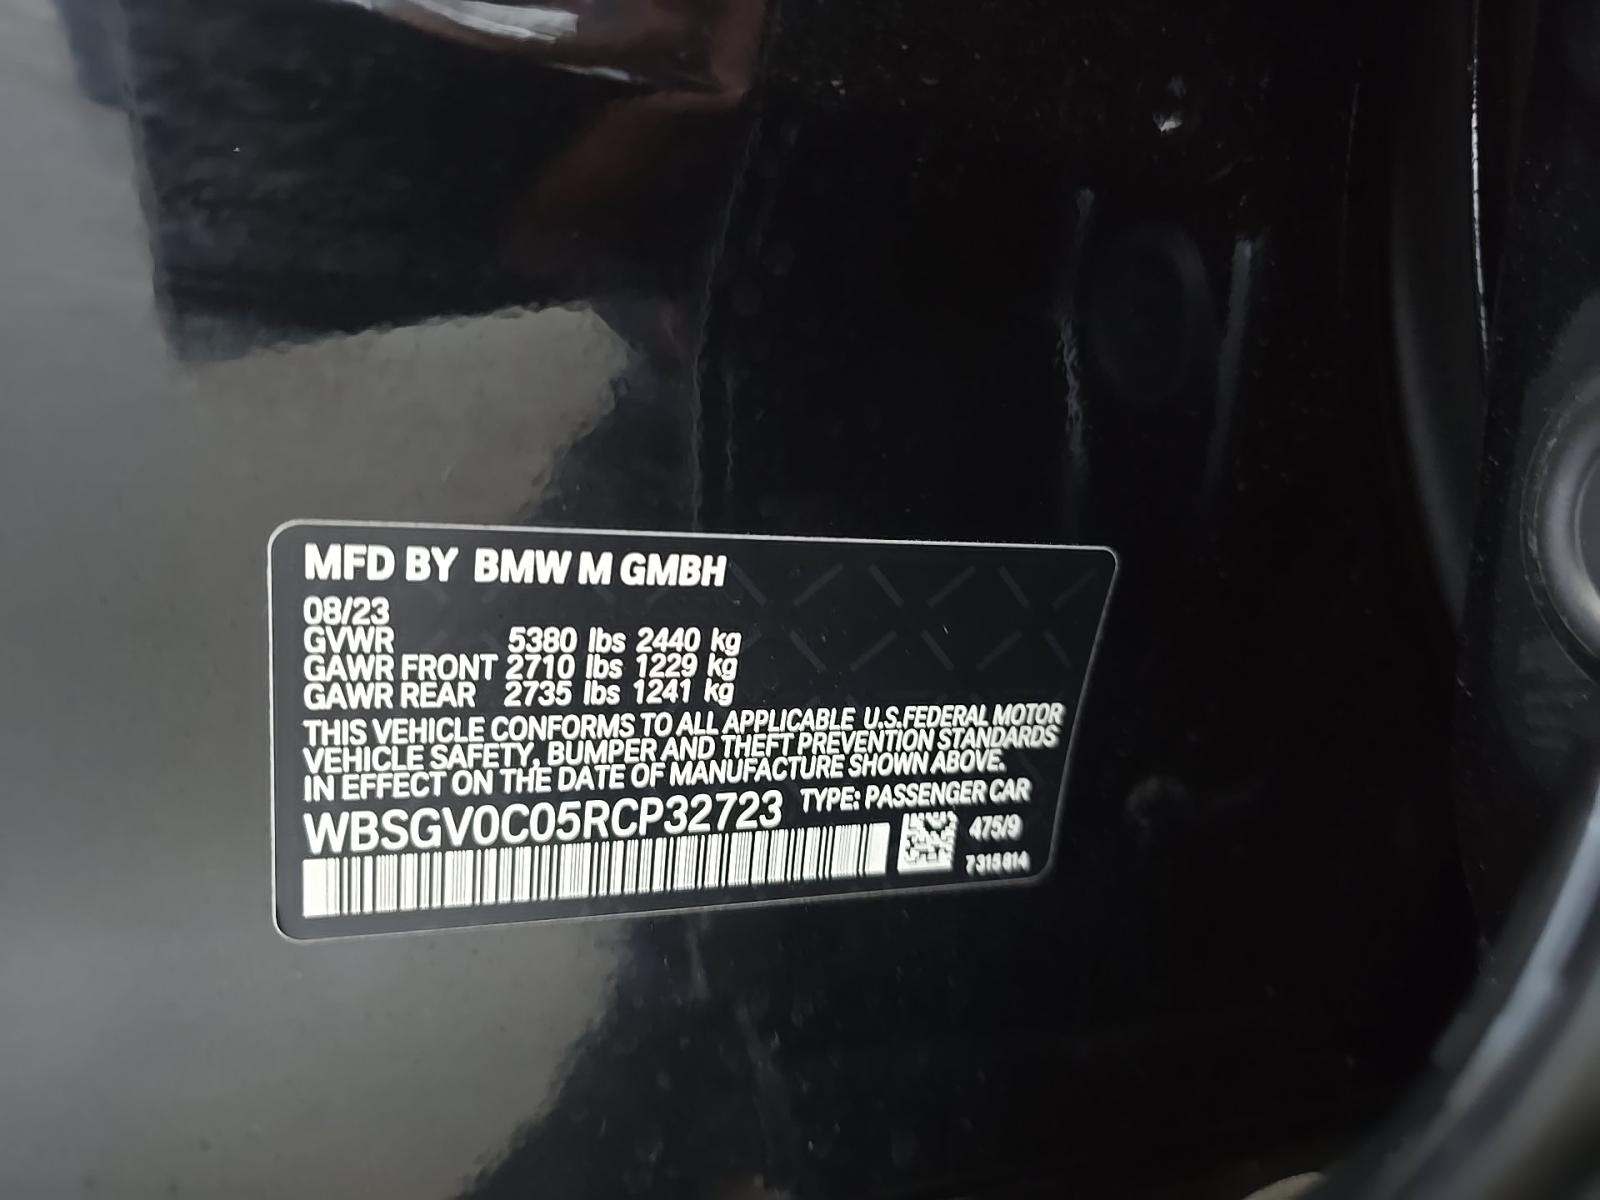 MFD BY BMW M GMBH
08/23
GVWR 5380 lbs 2440 kg
GAWR FRONT 2710 lbs 1229 kg
GAWR REAR 2735 lbs 1241 kg
THIS VEHICLE CONFORMS TO ALL APPLICABLE U.S.FEDERAL MOTOR
VEHICLE SAFETY, BUMPER AND THEFT PREVENTION STANDARDS
IN EFFECT ON THE DATE OF MANUFACTURE SHOWN ABOVE.
WBSGV0C05RCP32723 TYPE: PASSENGER CAR
475/9
7315814